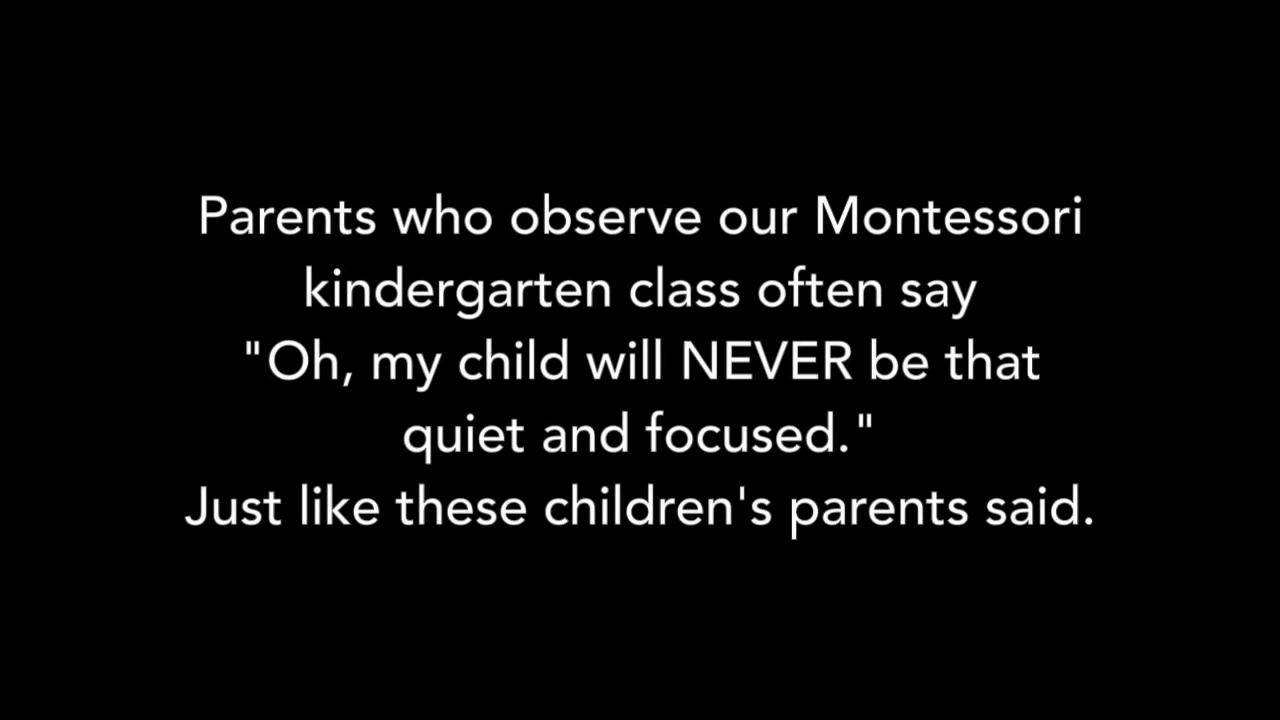 Parents who observe our Montessori
kindergarten class often say
"Oh, my child will NEVER be that
quiet and focused."
Just like these children's parents said.